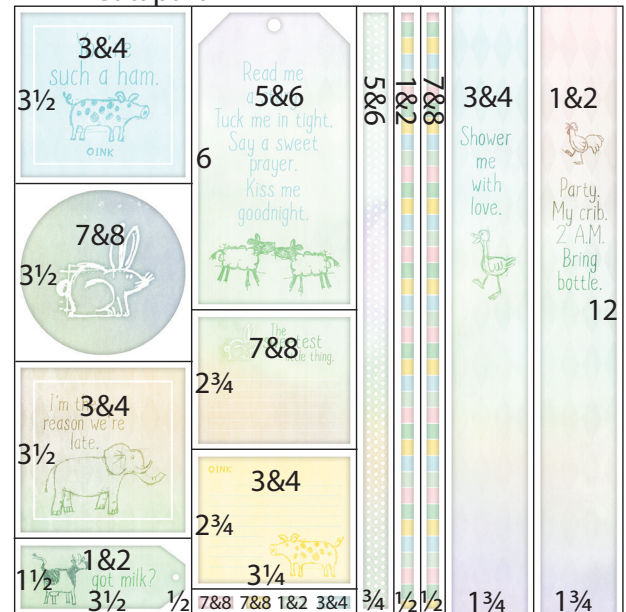 3&4
such a ham.
3½
OINK
7&8
3½
3&4
I'm
reason we're
late.
3½
1&2
got milk?
1½
3½
½
Read me
5&6
Tuck me in tight.
Say a sweet
prayer.
Kiss me
goodnight.
6
The
7&8
thing.
2¾
OINK
3&4
2¾
3¼
7&8
7&8
1&2
3&4
5&6
¾
1&2
½
7&8
½
3&4
Shower
me
with
love.
1¾
1&2
Party.
My crib.
2 A.M.
Bring
bottle.
12
1¾